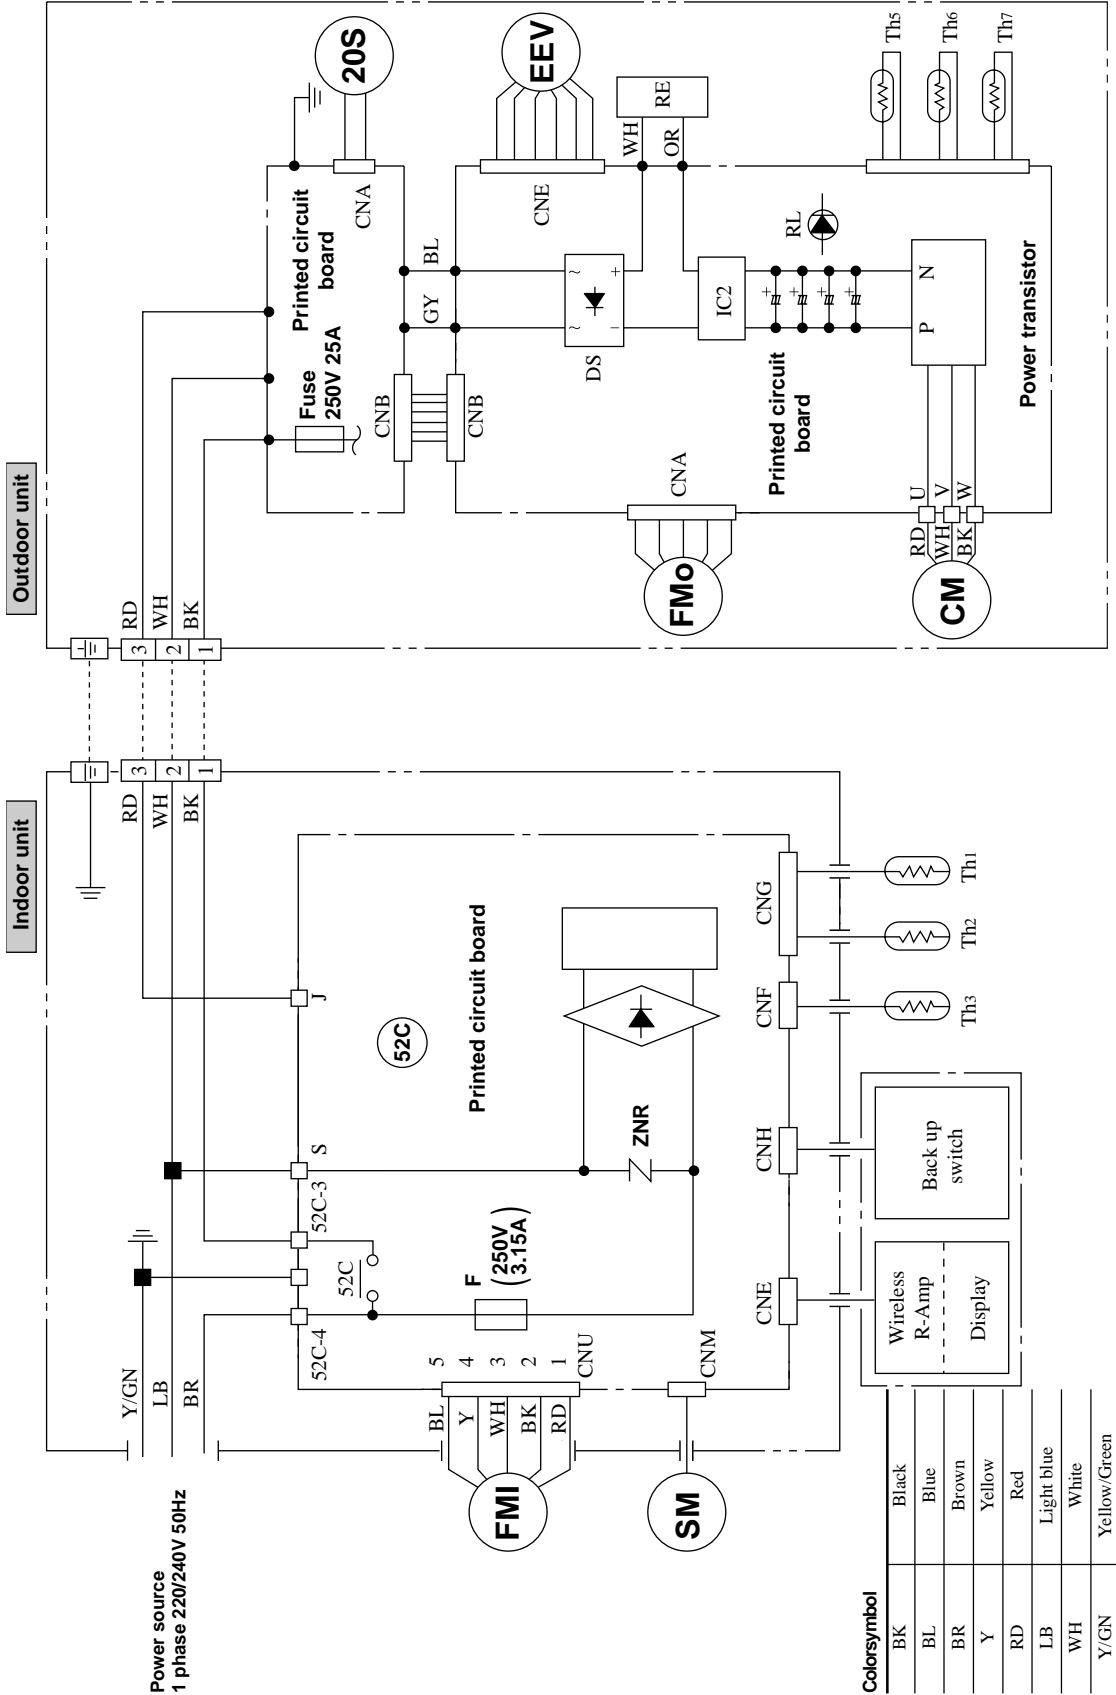 Indoor unit
Outdoor unit
Power source
1 phase 220/240V 50Hz
Y/GN
LB
BR
RD
WH
BK
3
2
1
3
2
1
RD
WH
BK
52C-4
52C-3
S
J
52C
52C
F
(250V
3.15A)
ZNR
Printed circuit board
BL
Y
WH
BK
RD
5
4
3
2
1
CNU
FMI
CNM
SM
CNE
CNH
CNF
CNG
Wireless
R-Amp
Display
Back up
switch
Th3
Th2
Th1
Fuse
250V 25A
Printed circuit
board
CNA
20S
CNB
CNB
GY
BL
CNE
EEV
WH
OR
RE
DS
~
~
−
+
IC2
+
+
+
+
RL
Printed circuit
board
CNA
FMo
P
N
Power transistor
RD
WH
BK
U
V
W
CM
Th5
Th6
Th7
Colorsymbol
BK Black
BL Blue
BR Brown
Y Yellow
RD Red
LB Light blue
WH White
Y/GN Yellow/Green